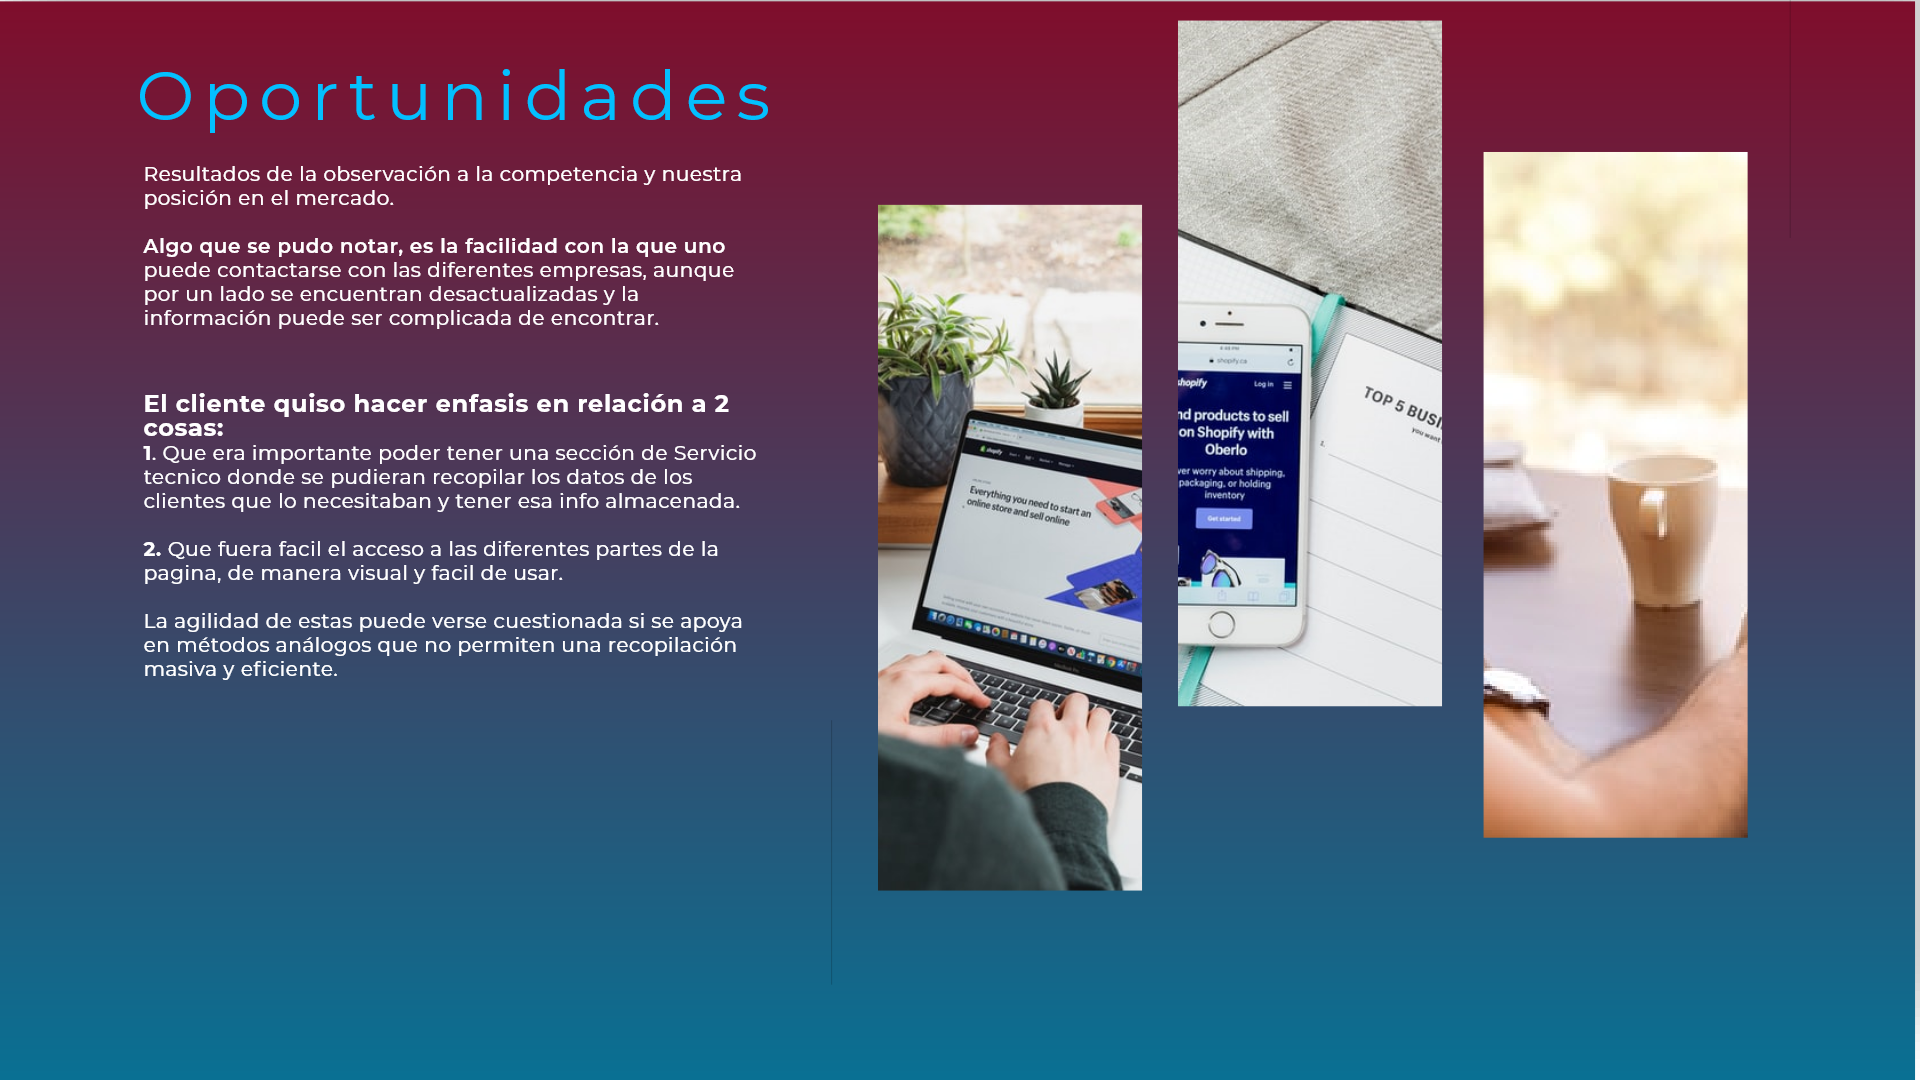 Oportunidades
Resultados de la observación a la competencia y nuestra
posición en el mercado.
Algo que se pudo notar, es la facilidad con la que uno
puede contactarse con las diferentes empresas, aunque
por un lado se encuentran desactualizadas y la
información puede ser complicada de encontrar.
El cliente quiso hacer enfasis en relación a 2
cosas:
1. Que era importante poder tener una sección de Servicio
tecnico donde se pudieran recopilar los datos de los
clientes que lo necesitaban y tener esa info almacenada.
2. Que fuera facil el acceso a las diferentes partes de la
pagina, de manera visual y facil de usar.
La agilidad de estas puede verse cuestionada si se apoya
en métodos análogos que no permiten una recopilación
masiva y eficiente.
shopify
Everything you need to start an
online store and sell online
MacBook Pro
6:48 PM
shopify.ca
hopify
Log in
nd products to sell
on Shopify with
Oberlo
ver worry about shipping,
packaging, or holding
inventory
Get started
TOP 5 BUSI
you want
1.